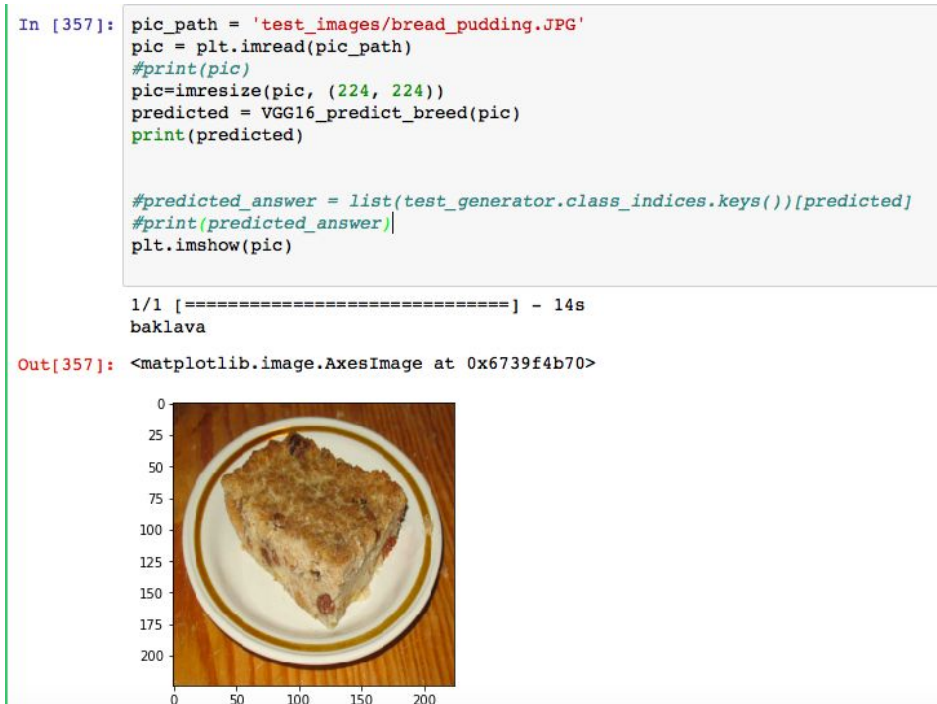 In [357]: pic_path = 'test_images/bread_pudding.JPG'
pic = plt.imread(pic_path)
#print(pic)
pic=imresize(pic, (224, 224))
predicted = VGG16_predict_breed(pic)
print(predicted)
#predicted_answer = list(test_generator.class_indices.keys())[predicted]
#print(predicted_answer)
plt.imshow(pic)
1/1 [==============================] - 14s
baklava
Out[357]: <matplotlib.image.AxesImage at 0x6739f4b70>
0
25
50
75
100
125
150
175
200
0 50 100 150 200